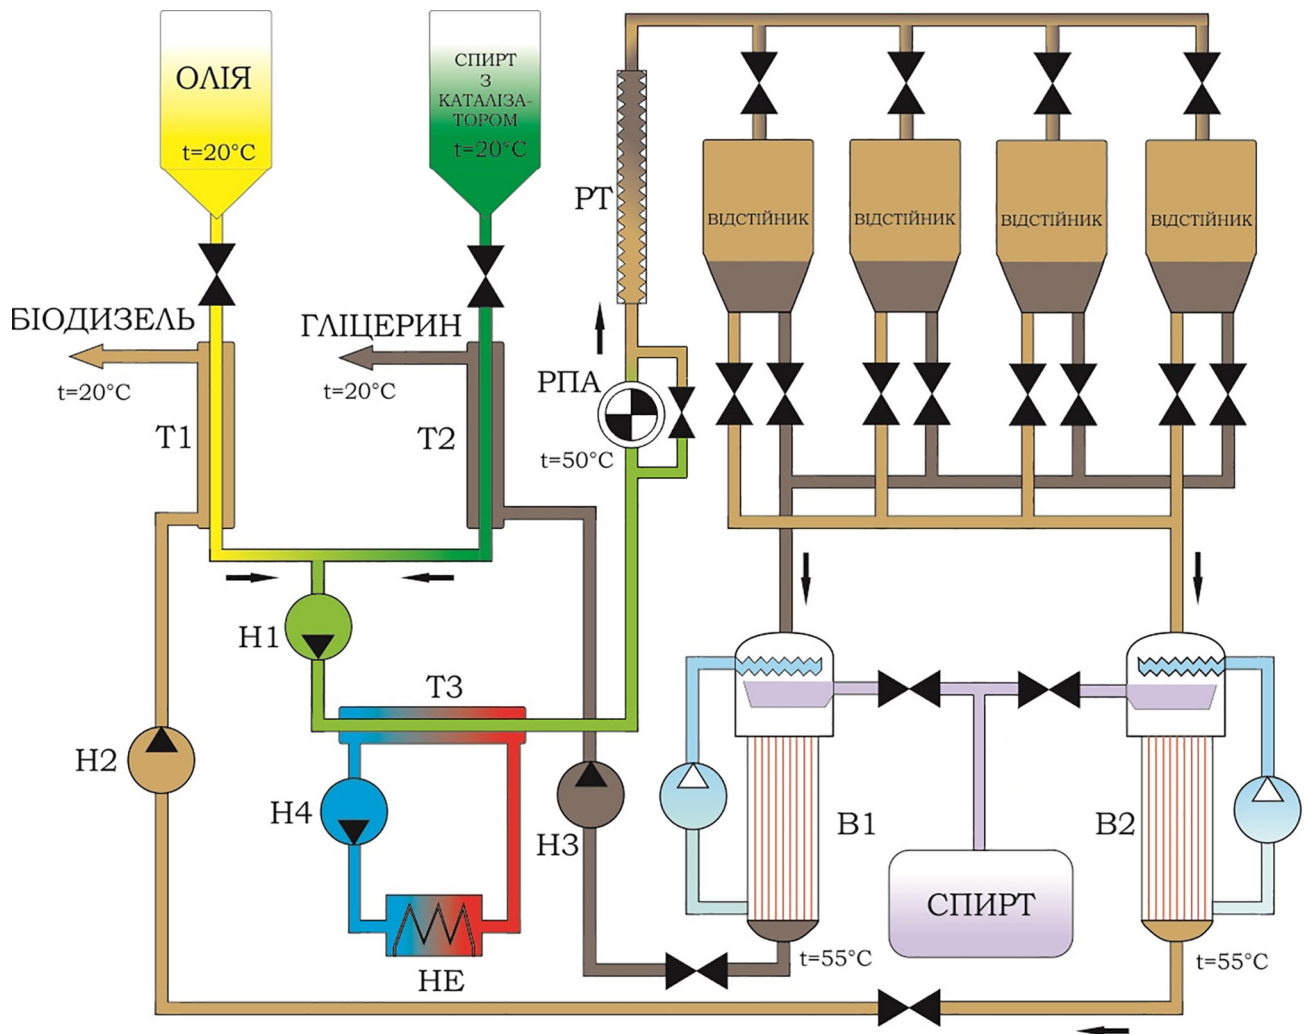 ОЛІЯ
t=20°C
СПИРТ
З
КАТАЛІЗА-
ТОРОМ
t=20°C
РТ
ВІДСТІЙНИК
ВІДСТІЙНИК
ВІДСТІЙНИК
ВІДСТІЙНИК
БІОДИЗЕЛЬ
t=20°C
ГЛІЦЕРИН
t=20°C
РПА
t=50°C
Т1
Т2
Н1
Т3
Н2
Н4
Н3
НЕ
В1
В2
СПИРТ
t=55°C
t=55°C